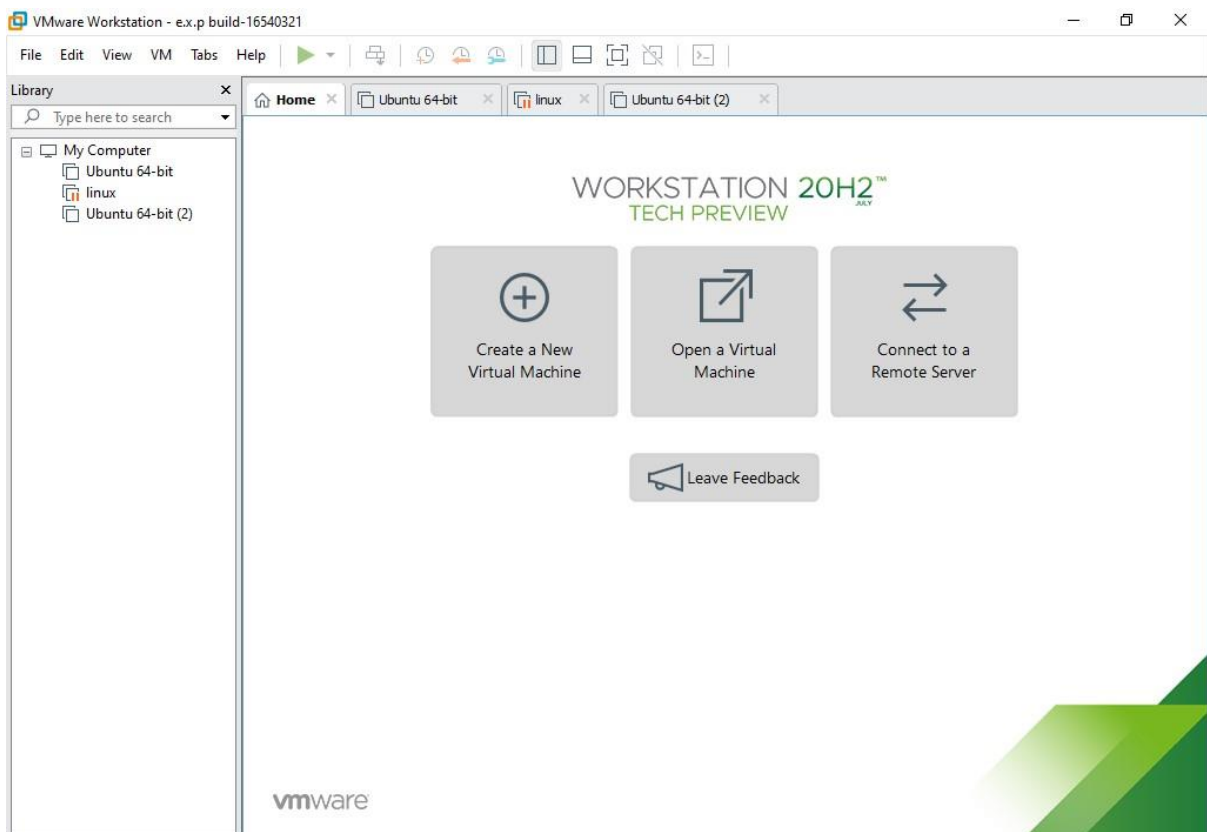 VMware Workstation - e.x.p build-16540321
File Edit View VM Tabs Help
Library
Type here to search
My Computer
Ubuntu 64-bit
linux
Ubuntu 64-bit (2)
Home Ubuntu 64-bit linux Ubuntu 64-bit (2)
WORKSTATION 20H2™
JULY
TECH PREVIEW
Create a New
Virtual Machine
Open a Virtual
Machine
Connect to a
Remote Server
Leave Feedback
vmware